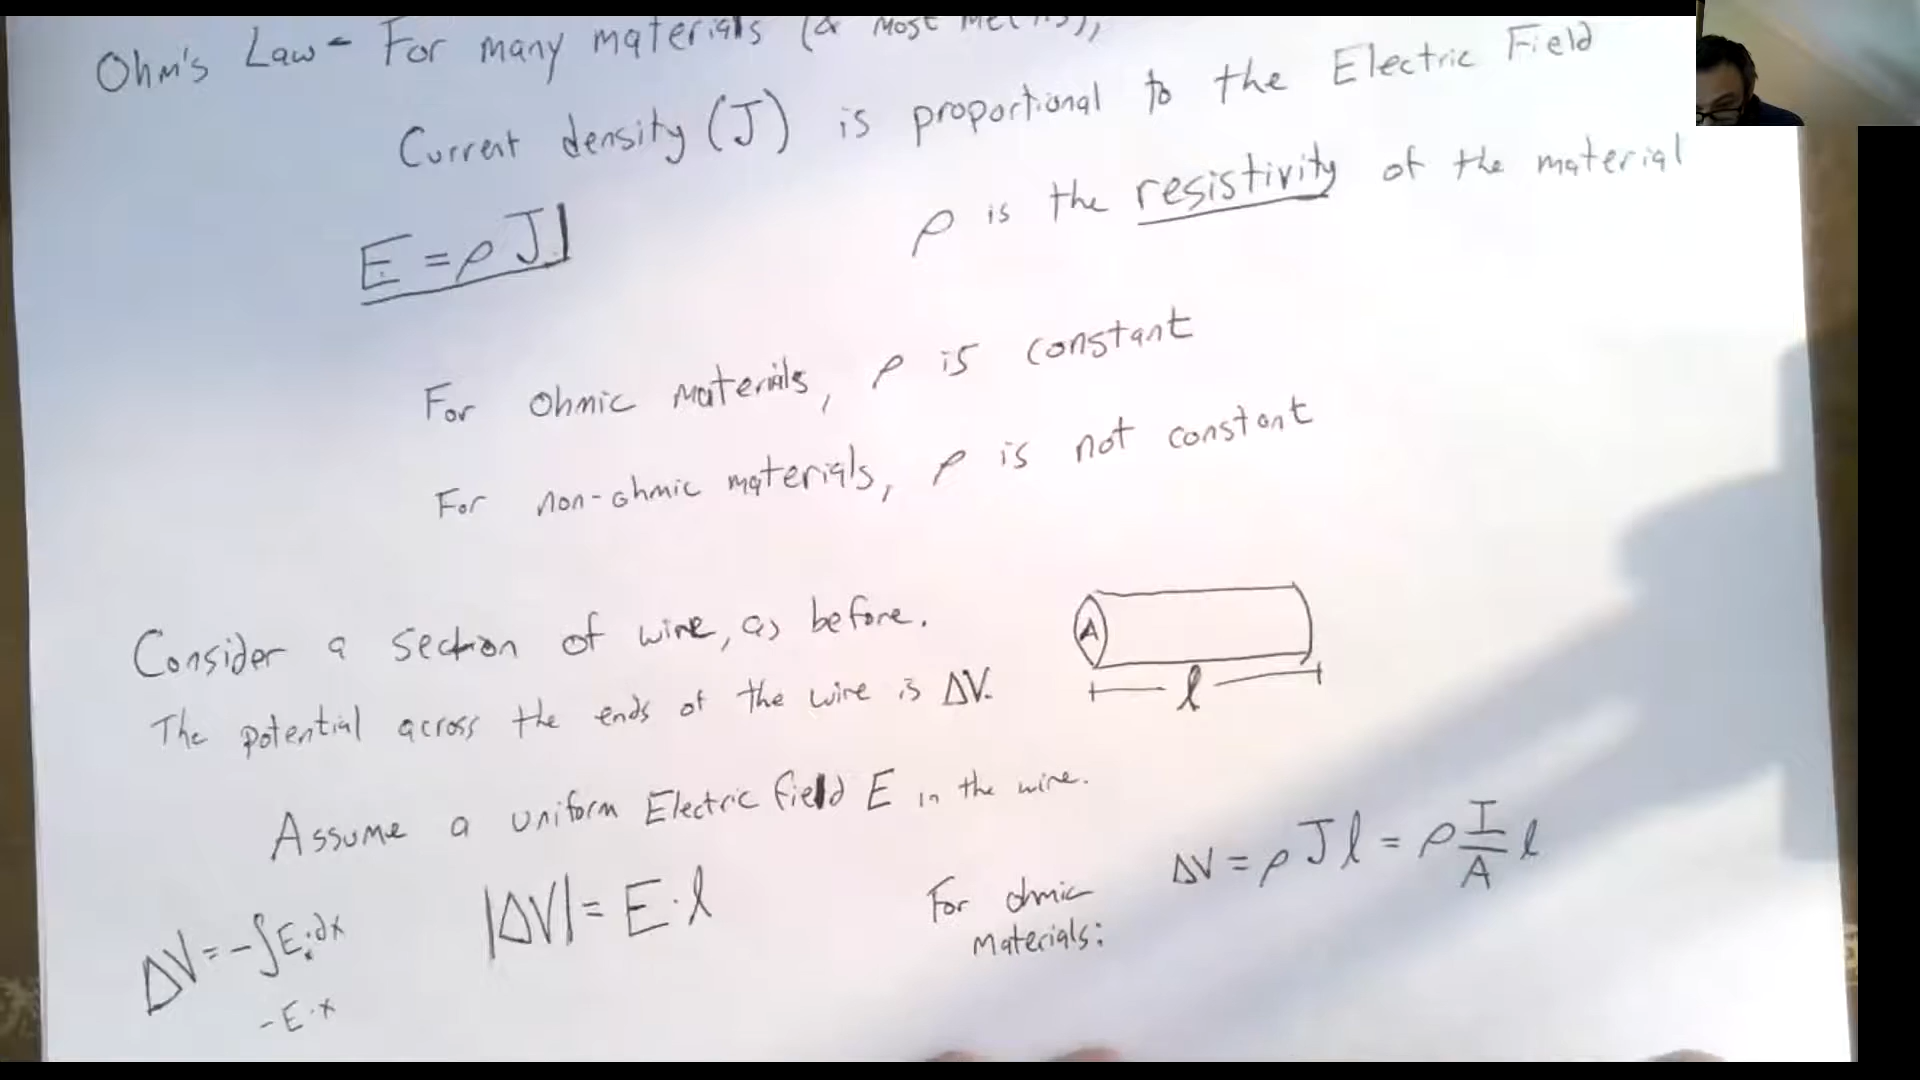 Ohm's Law - For many materials (& most metals),
Current density (J) is proportional to the Electric Field
E = ρJ
ρ is the resistivity of the material
For ohmic materials, ρ is constant
For non-ohmic materials, ρ is not constant
Consider a section of wire, as before.
A
The potential across the ends of the wire is ΔV.
l
Assume a uniform Electric field E in the wire.
ΔV = -∫E·dx
-E·x
|ΔV| = E·l
For ohmic
materials:
ΔV = ρJl = ρ I/A l